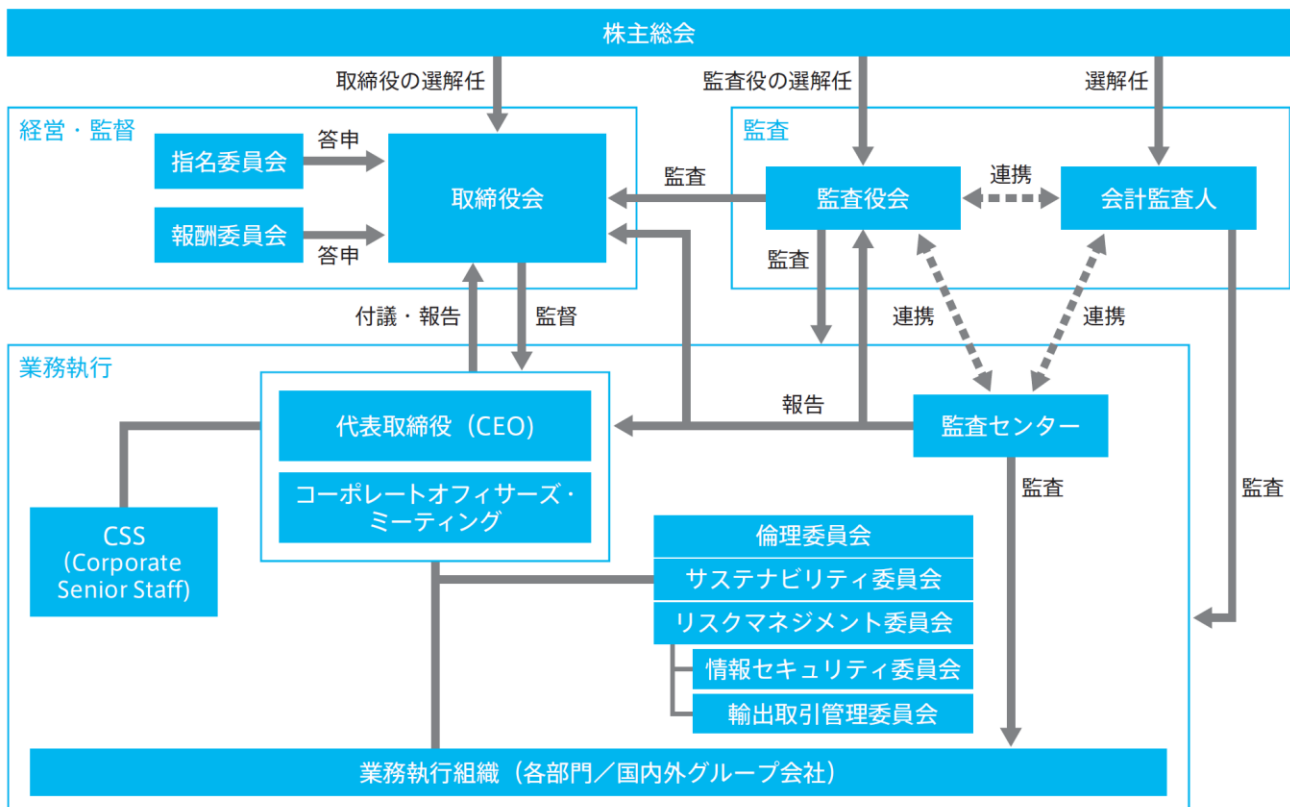 株主総会
取締役の選解任
監査役の選解任
選解任
経営・監督
監査
答申
指名委員会
取締役会
監査
監査役会
連携
会計監査人
報酬委員会
答申
監査
付議・報告
監督
連携
連携
業務執行
代表取締役（CEO）
報告
監査センター
コーポレートオフィサーズ・
ミーティング
監査
監査
CSS
(Corporate
Senior Staff)
倫理委員会
サステナビリティ委員会
リスクマネジメント委員会
情報セキュリティ委員会
輸出取引管理委員会
業務執行組織（各部門／国内外グループ会社）